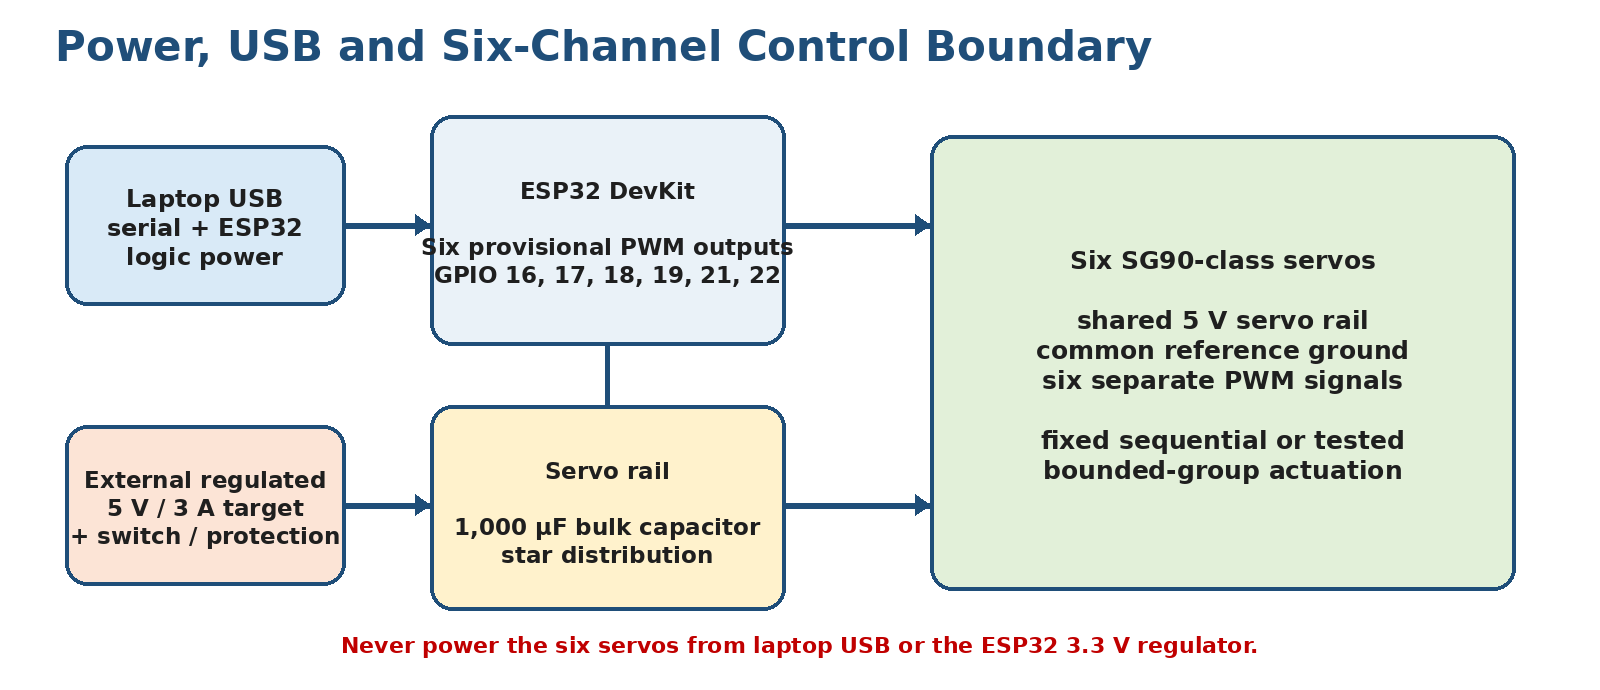 Power, USB and Six-Channel Control Boundary
Laptop USB
serial + ESP32
logic power
ESP32 DevKit
Six provisional PWM outputs
GPIO 16, 17, 18, 19, 21, 22
External regulated
5 V / 3 A target
+ switch / protection
Servo rail
1,000 µF bulk capacitor
star distribution
Six SG90-class servos
shared 5 V servo rail
common reference ground
six separate PWM signals
fixed sequential or tested
bounded-group actuation
Never power the six servos from laptop USB or the ESP32 3.3 V regulator.